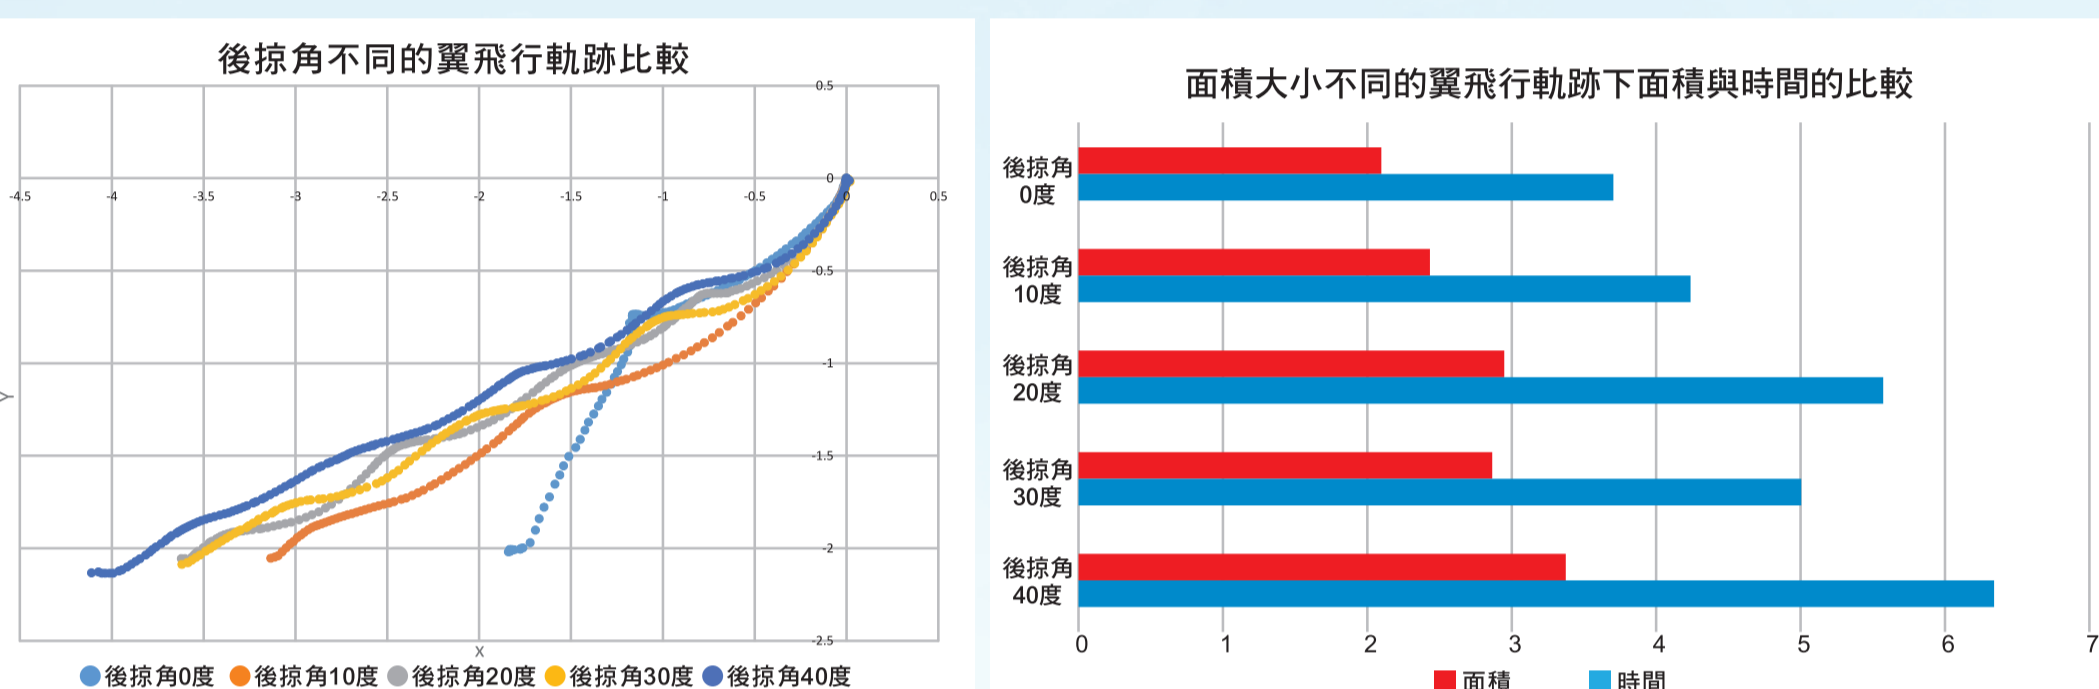 後掠角不同的翼飛行軌跡比較
0.5
0
-4.5 -4 -3.5 -3 -2.5 -2 -1.5 -1 -0.5 0 0.5
-0.5
-1
Y
-1.5
-2
-2.5
X
後掠角0度 後掠角10度 後掠角20度 後掠角30度 後掠角40度
面積大小不同的翼飛行軌跡下面積與時間的比較
後掠角
0度
後掠角
10度
後掠角
20度
後掠角
30度
後掠角
40度
0 1 2 3 4 5 6 7
面積 時間